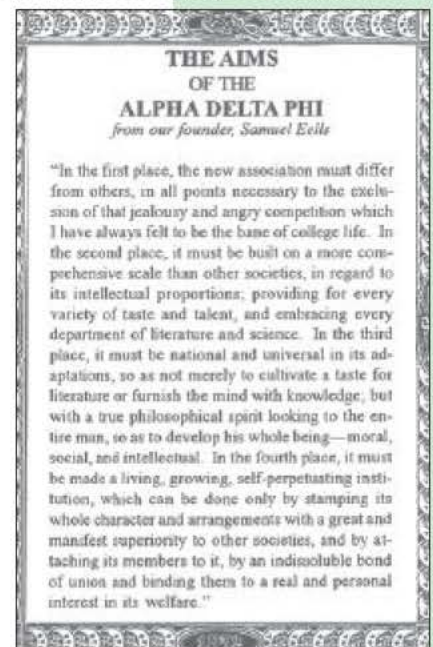 THE AIMS
OF THE
ALPHA DELTA PHI
from our founder, Samuel Eells
"In the first place, the new association must differ
from others, in all points necessary to the exclu-
sion of that jealousy and angry competition which
I have always felt to be the bane of college life. In
the second place, it must be built on a more com-
prehensive scale than other societies, in regard to
its intellectual proportions; providing for every
variety of taste and talent, and embracing every
department of literature and science. In the third
place, it must be national and universal in its ad-
aptations, so as not merely to cultivate a taste for
literature or furnish the mind with knowledge; but
with a true philosophical spirit looking to the en-
tire man, so as to develop his whole being—moral,
social, and intellectual. In the fourth place, it must
be made a living, growing, self-perpetuating insti-
tution, which can be done only by stamping its
whole character and arrangements with a great and
manifest superiority to other societies, and by at-
taching its members to it, by an indissoluble bond
of union and binding them to a real and personal
interest in its welfare."